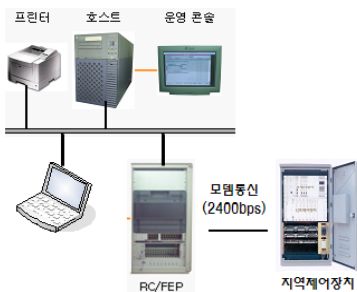 프린터
호스트
운영 콘솔
모뎀통신
(2400bps)
RC/FEP
지역제어장치